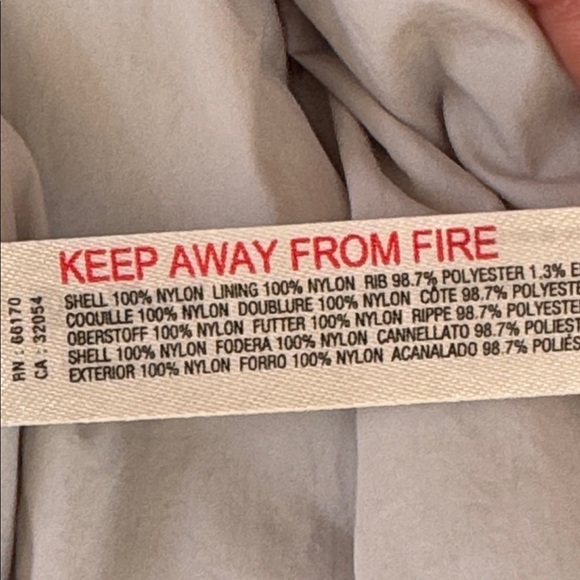 KEEP AWAY FROM FIRE
SHELL 100% NYLON LINING 100% NYLON RIB 98.7% POLYESTER 1.3%
COQUILLE 100% NYLON DOUBLURE 100% NYLON CÔTE 98.7%
OBERSTOFF 100% NYLON FUTTER 100% NYLON RIPPE 98.7%
SHELL 100% NYLON FODERA 100% NYLON CANNELLATO 98.7%
EXTERIOR 100% NYLON FORRO 100% NYLON ACANALADO 98.7%
RN : 66170
CA : 32054